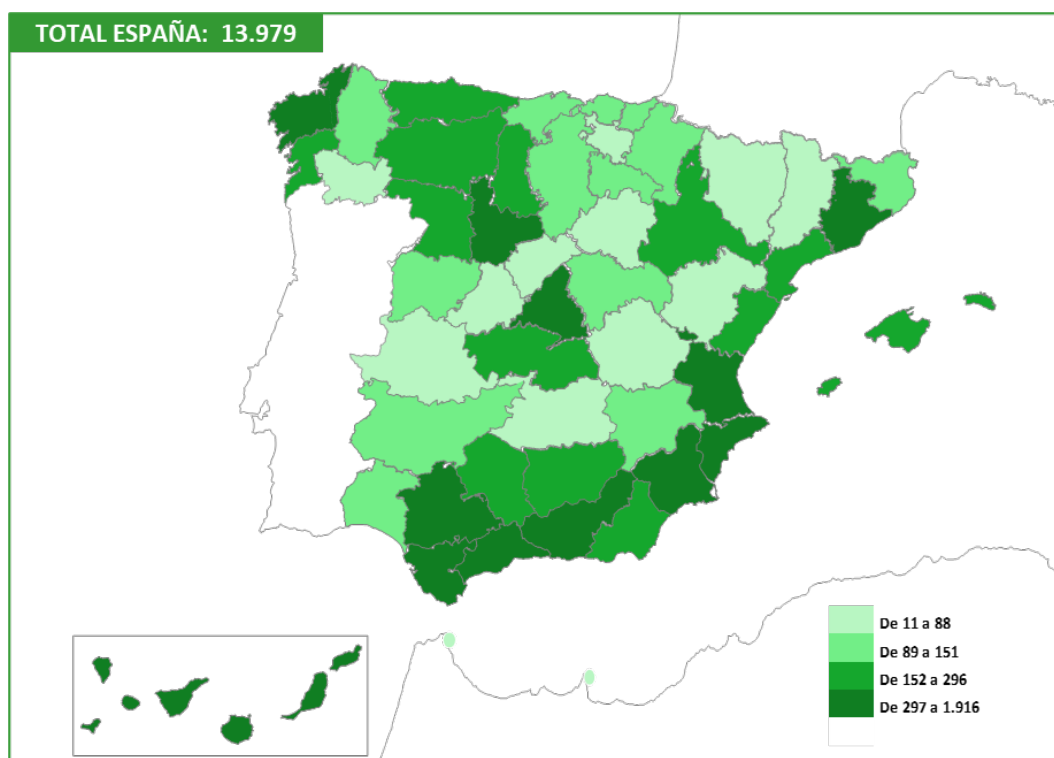 TOTAL ESPAÑA: 13.979
De 11 a 88
De 89 a 151
De 152 a 296
De 297 a 1.916